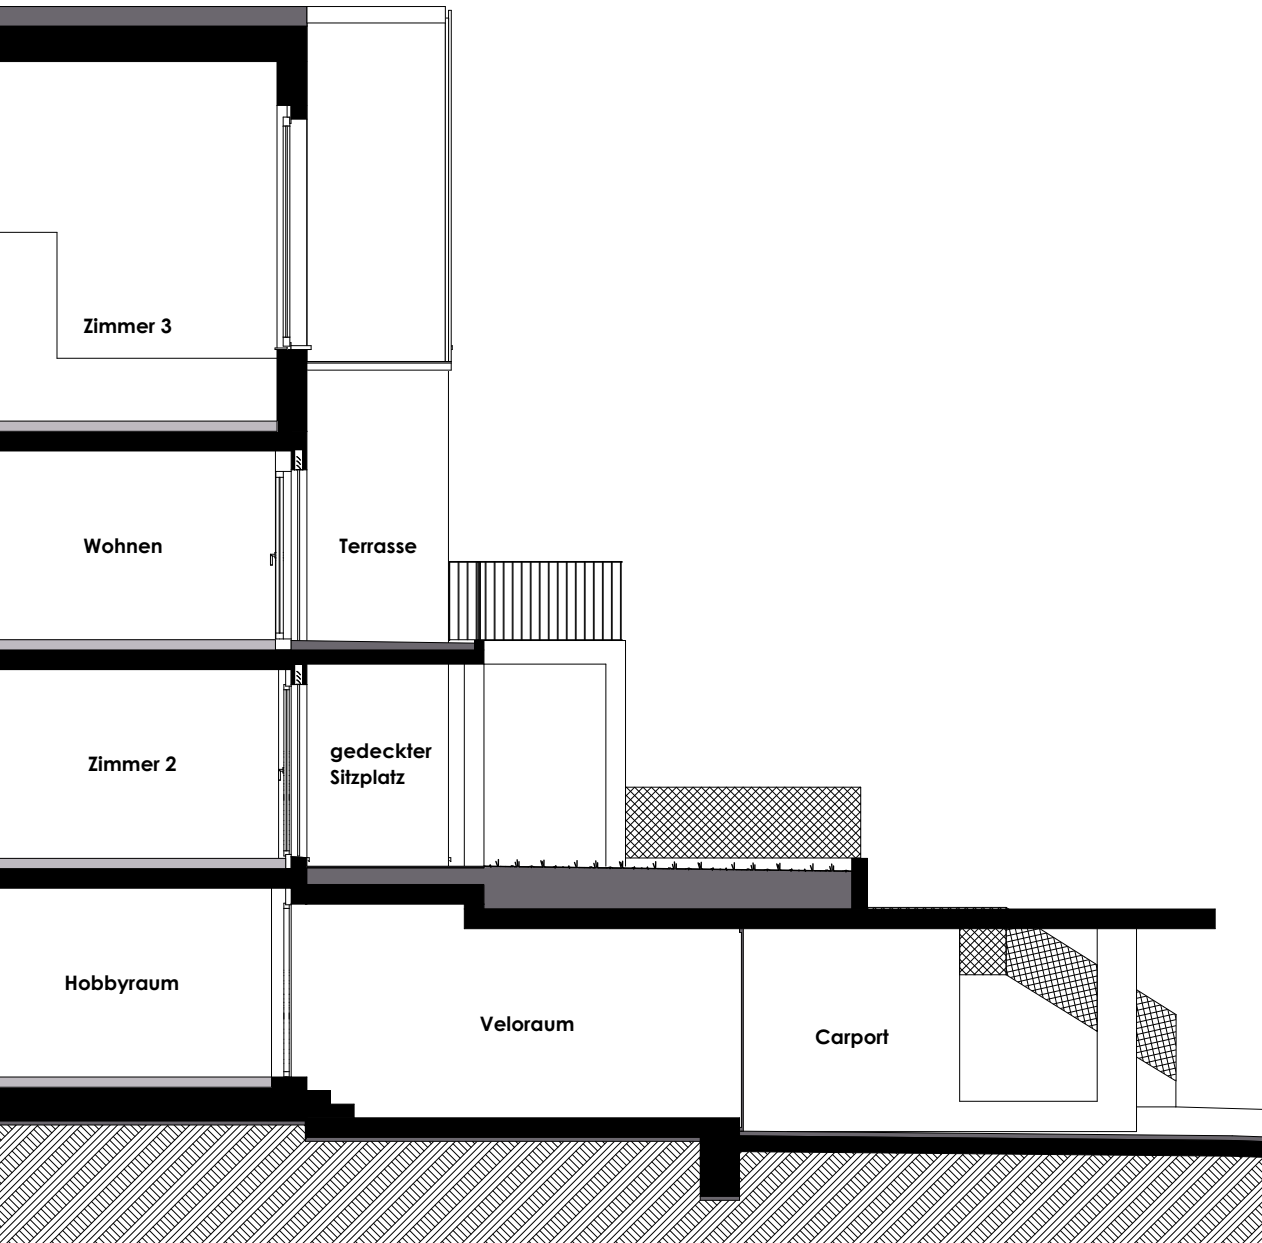 Zimmer 3
Wohnen
Terrasse
Zimmer 2
gedeckter
Sitzplatz
Hobbyraum
Veloraum
Carport